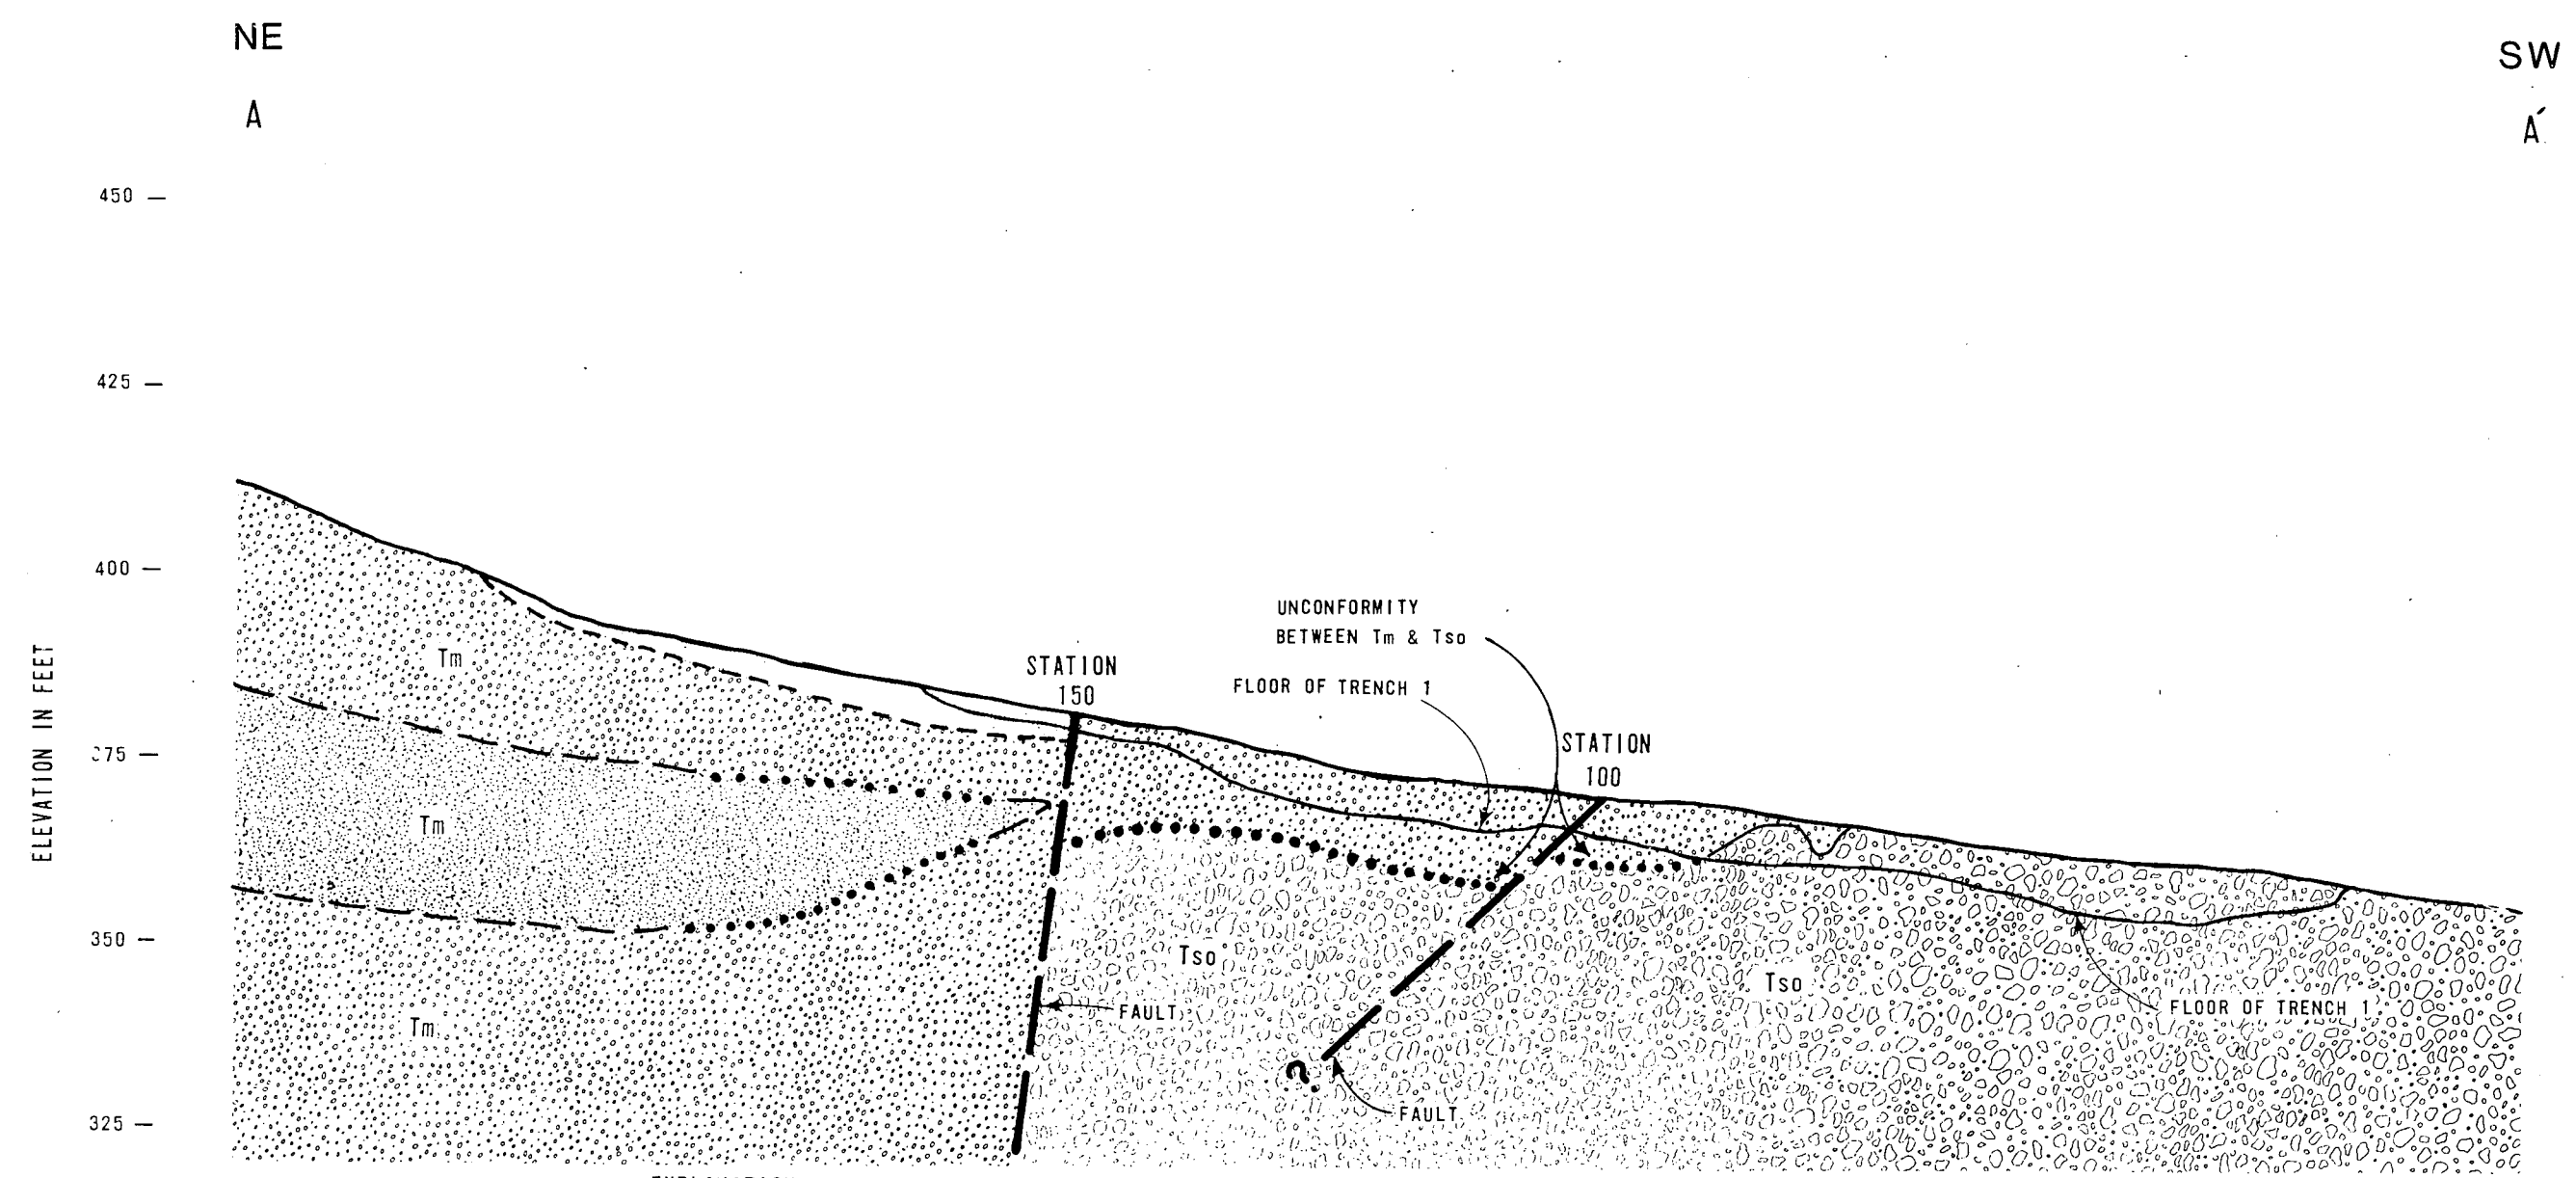 NE
SW
A
A′
450
425
400
375
350
325
ELEVATION IN FEET
UNCONFORMITY
BETWEEN Tm & Tso
FLOOR OF TRENCH 1
STATION
150
STATION
100
Tm
Tm
Tm
Tso
Tso
FAULT
FAULT
?
FLOOR OF TRENCH 1